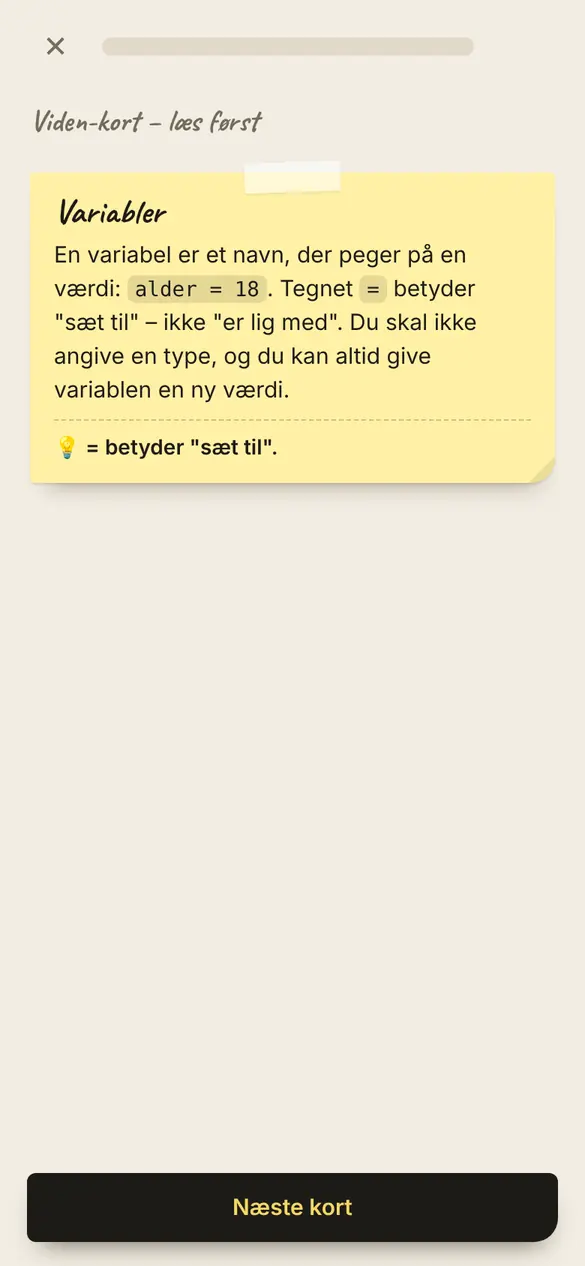 Viden-kort – læs først
Variabler
En variabel er et navn, der peger på en
værdi: alder = 18. Tegnet = betyder
"sæt til" – ikke "er lig med". Du skal ikke
angive en type, og du kan altid give
variablen en ny værdi.
💡 = betyder "sæt til".
Næste kort